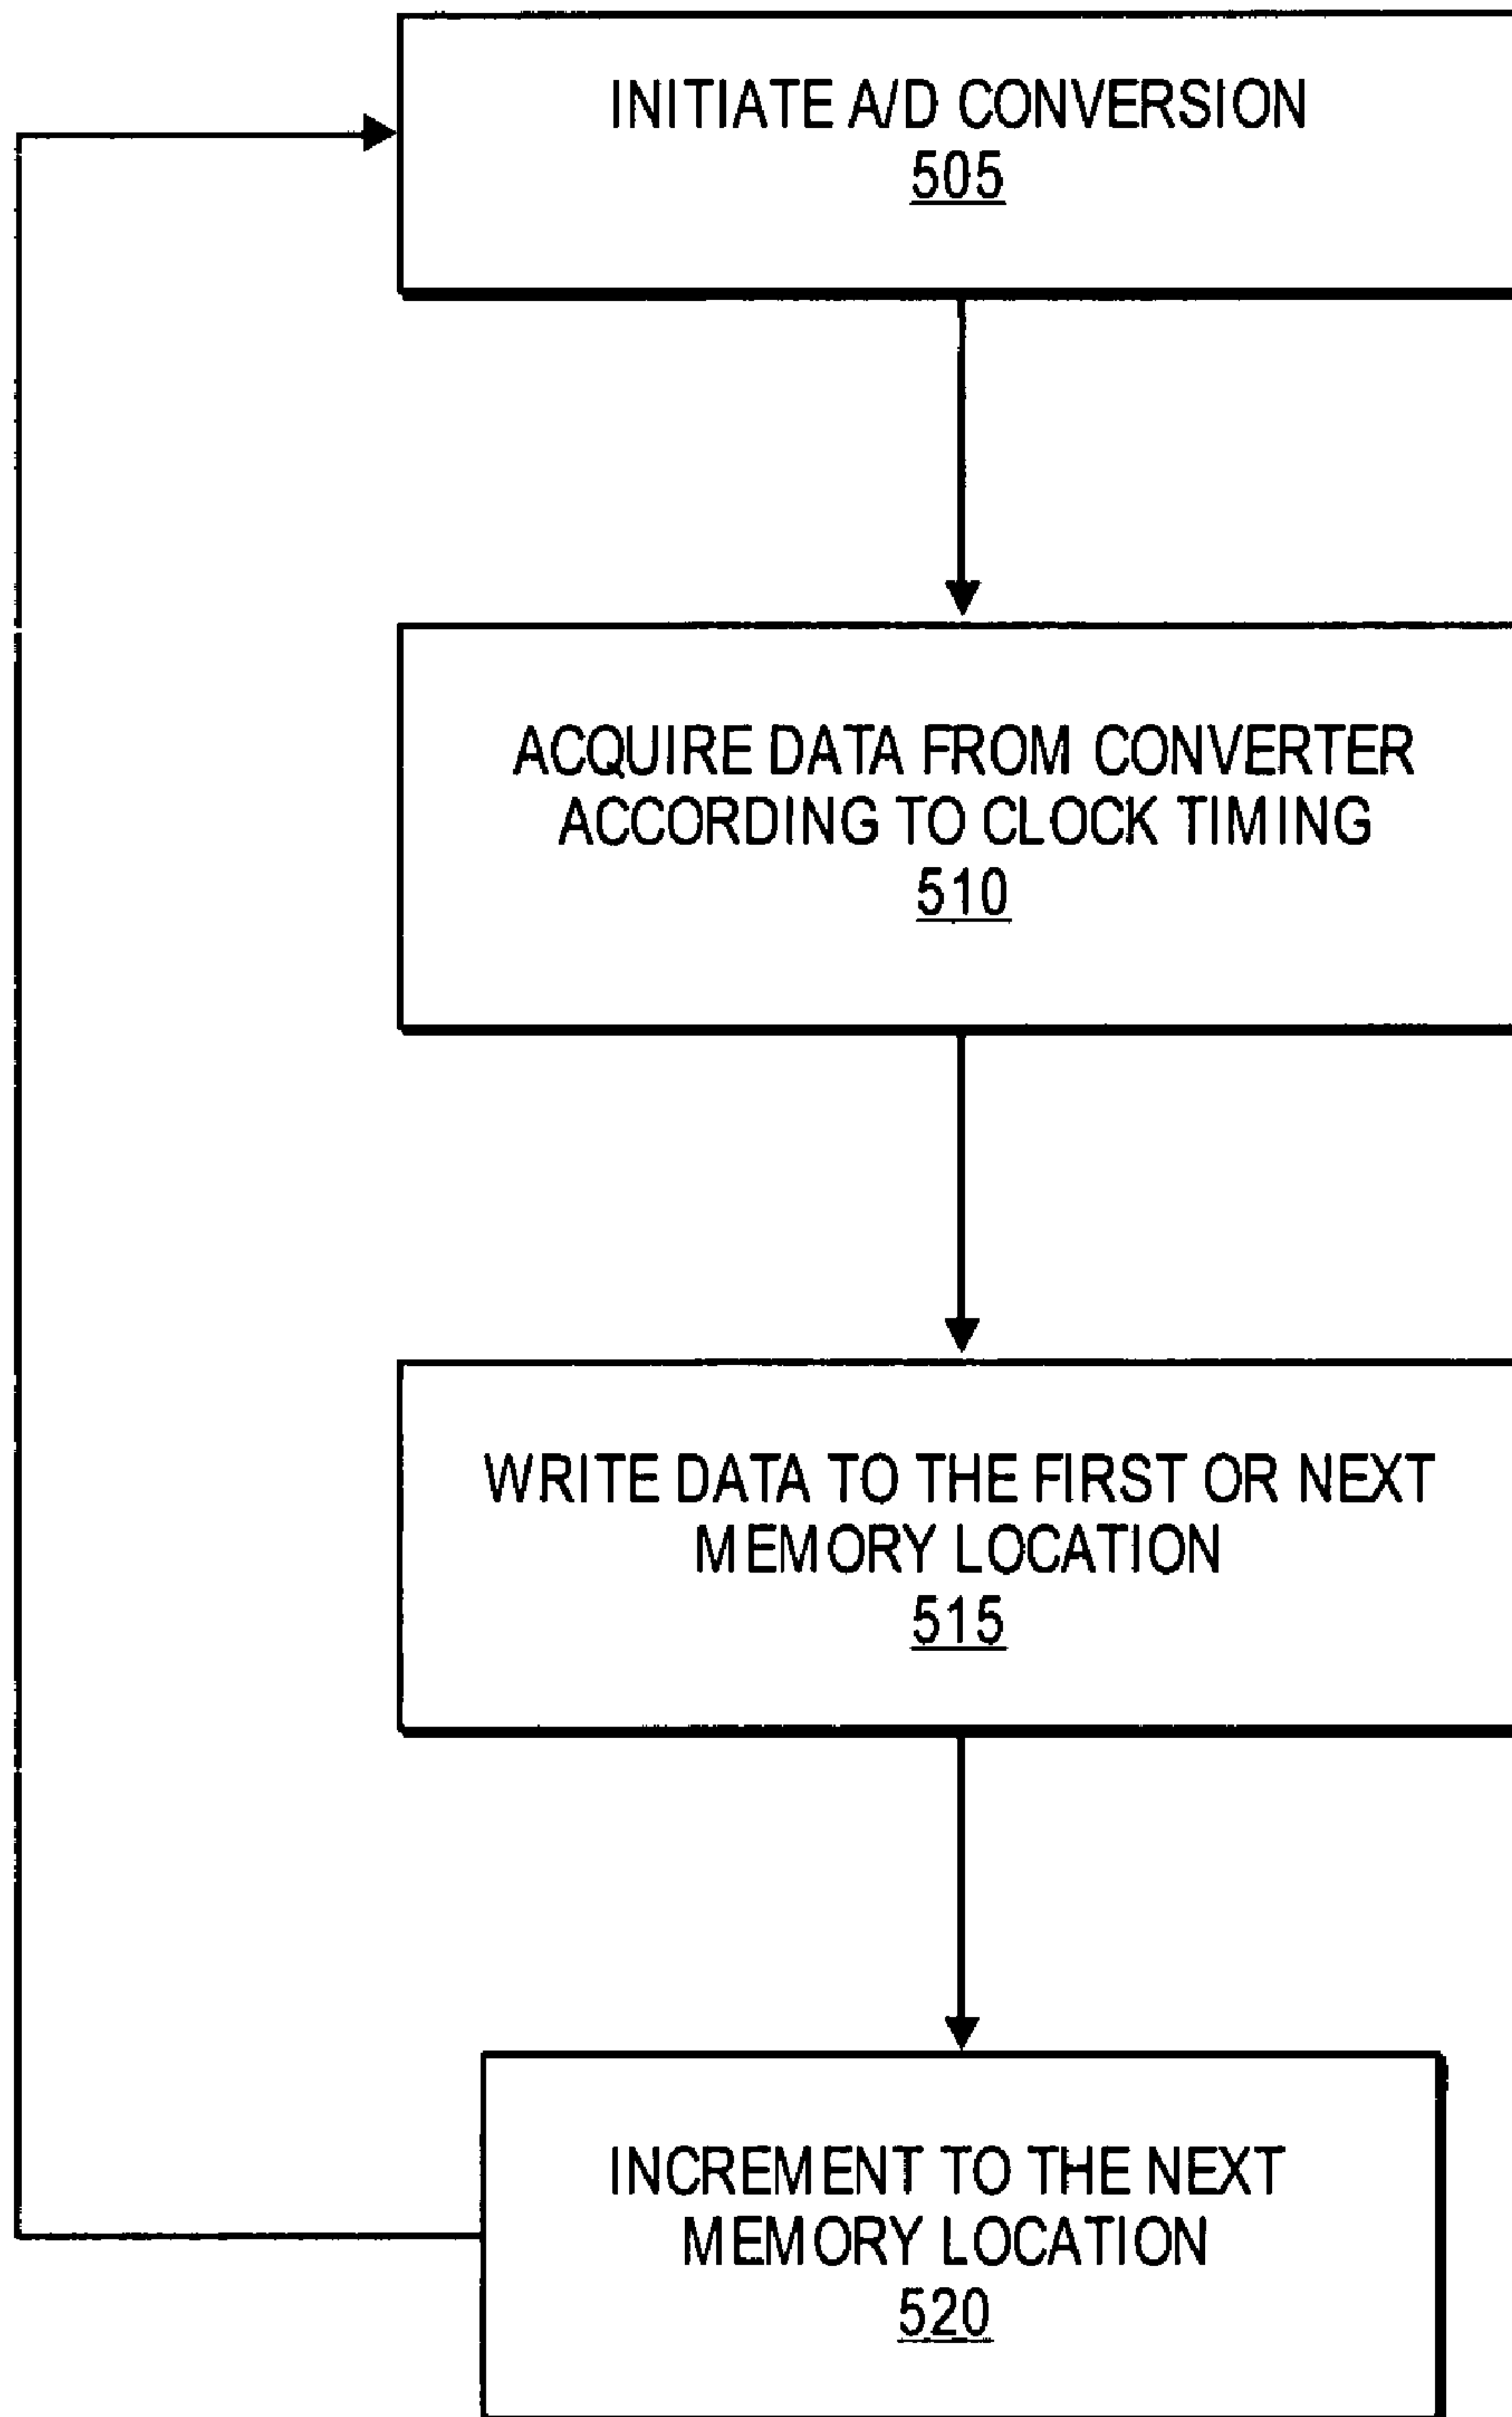 INITIATE A/D CONVERSION
505
ACQUIRE DATA FROM CONVERTER
ACCORDING TO CLOCK TIMING
510
WRITE DATA TO THE FIRST OR NEXT
MEMORY LOCATION
515
INCREMENT TO THE NEXT
MEMORY LOCATION
520